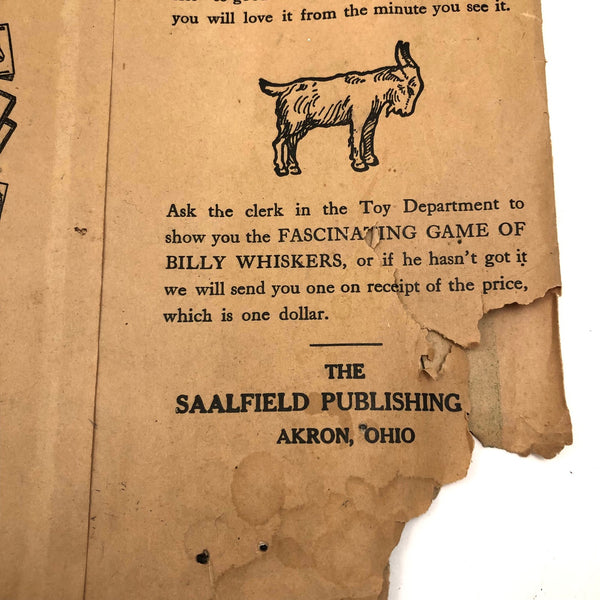 you will love it from the minute you see it.
Ask the clerk in the Toy Department to
show you the FASCINATING GAME OF
BILLY WHISKERS, or if he hasn't got it
we will send you one on receipt of the price,
which is one dollar.
THE
SAALFIELD PUBLISHING
AKRON, OHIO